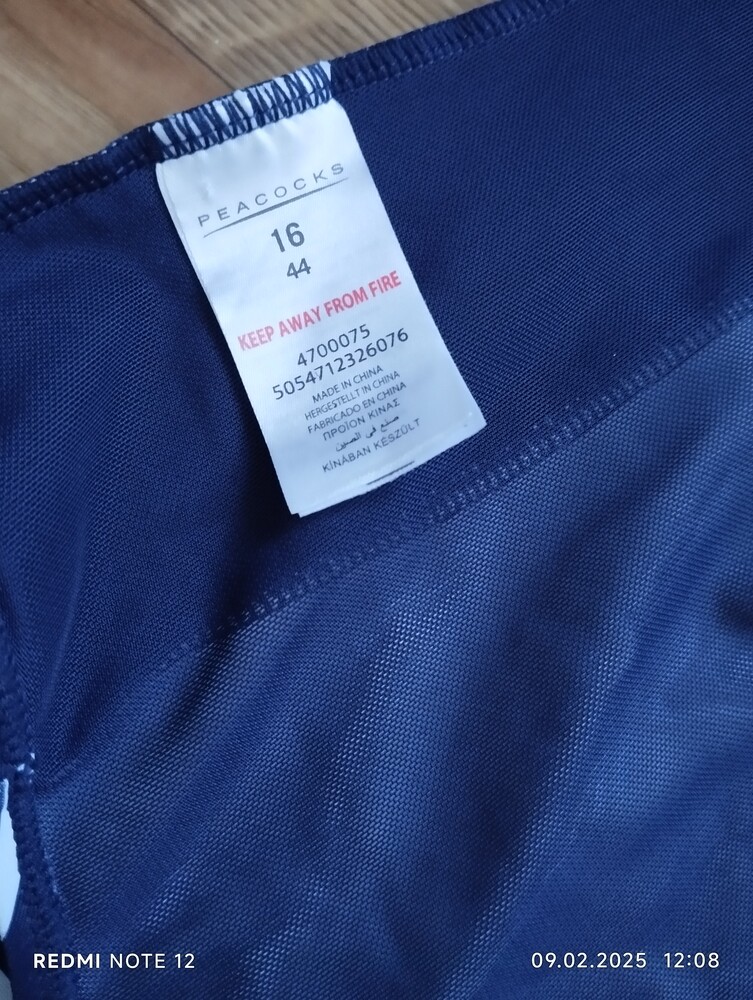 PEACOCKS
16
44
KEEP AWAY FROM FIRE
4700075
5054712326076
MADE IN CHINA
HERGESTELLT IN CHINA
FABRICADO EN CHINA
ΠΡΟΪΟΝ ΚΙΝΑΣ
صنع في الصين
KÍNÁBAN KÉSZÜLT
REDMI NOTE 12
09.02.2025 12:08